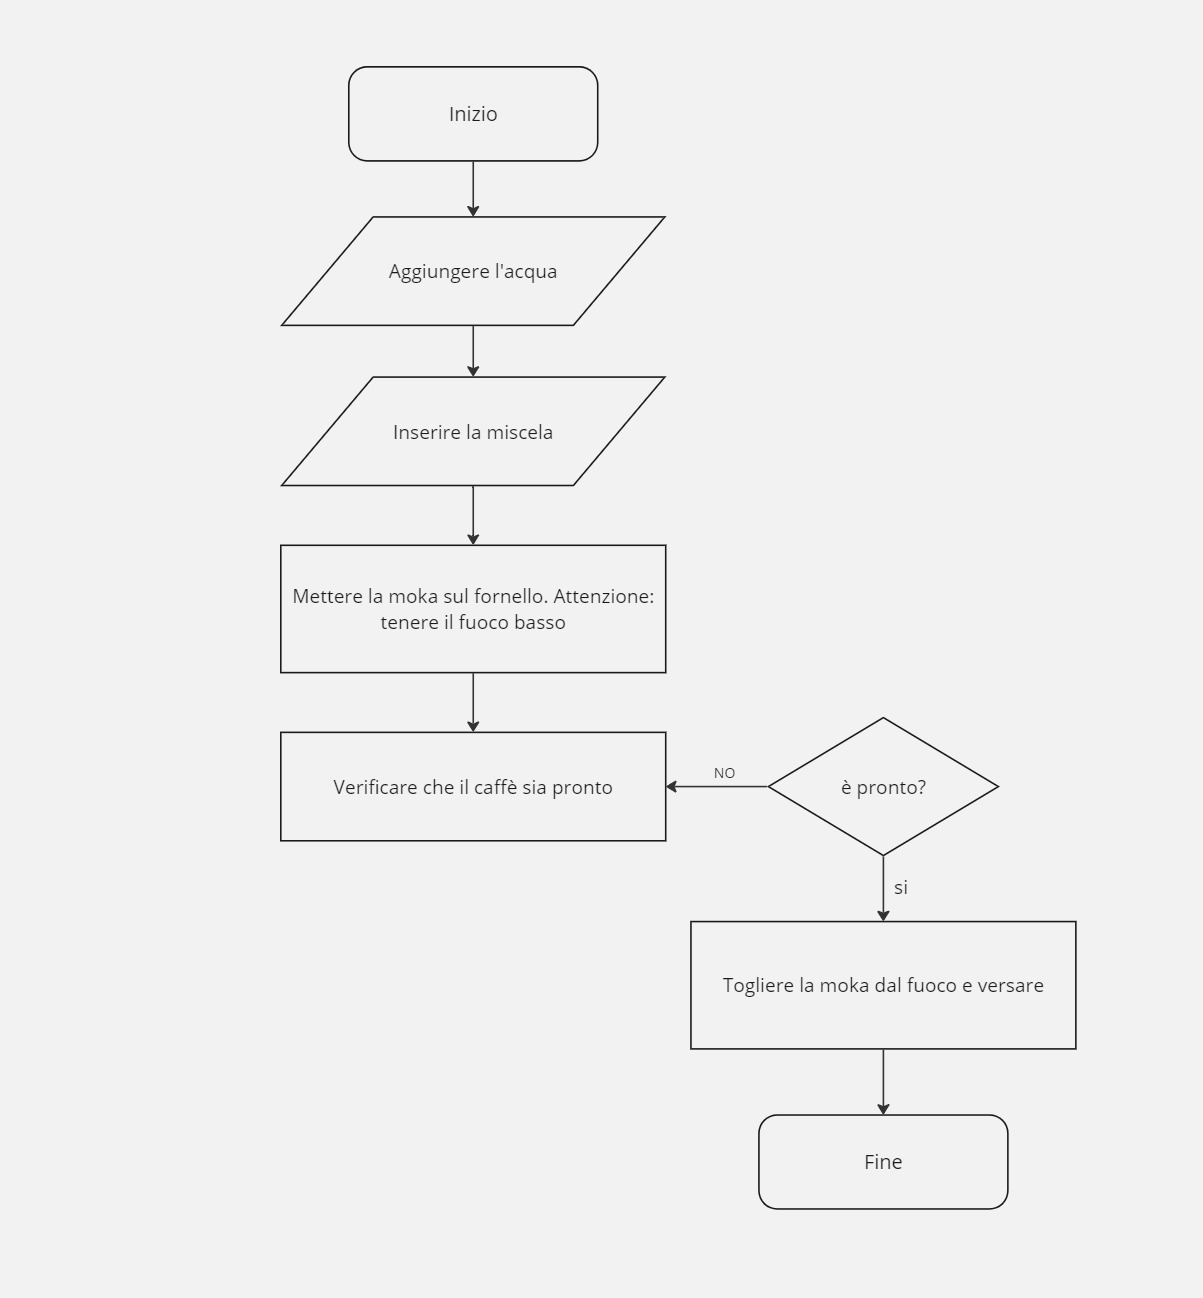 Inizio
Aggiungere l'acqua
Inserire la miscela
Mettere la moka sul fornello. Attenzione:
tenere il fuoco basso
Verificare che il caffè sia pronto
NO
è pronto?
si
Togliere la moka dal fuoco e versare
Fine